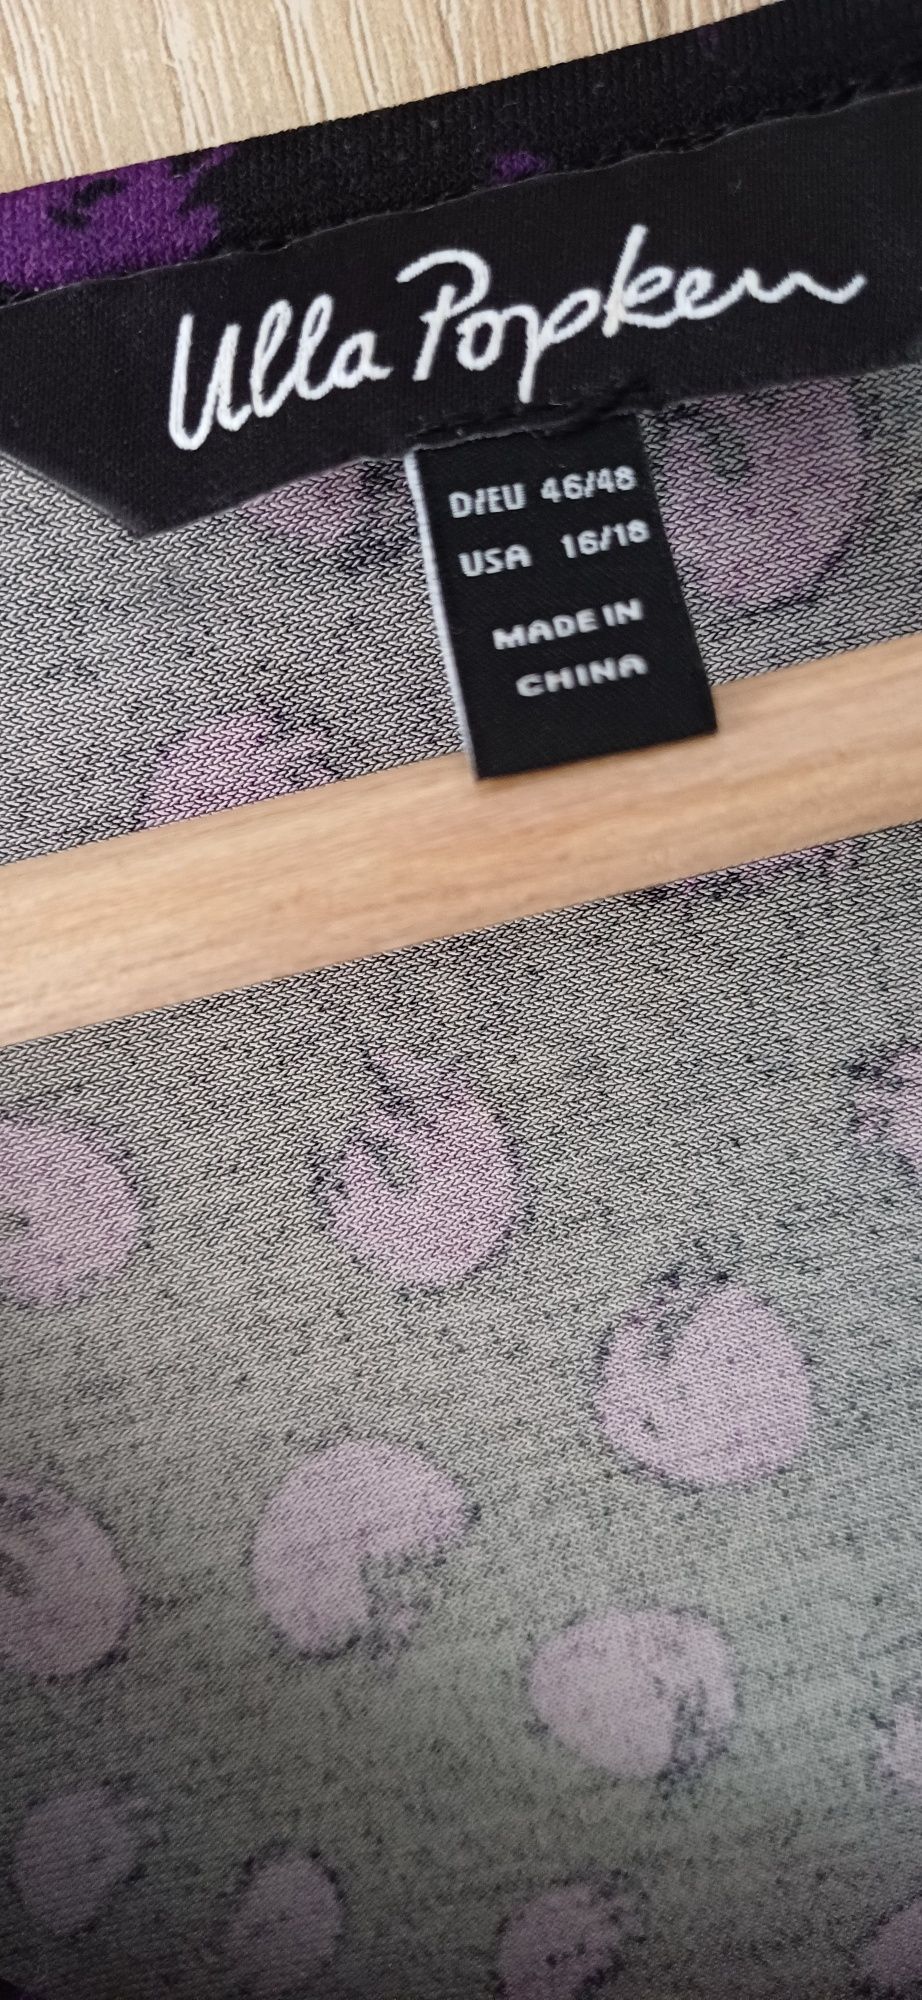 Ulla Popken
D/EU 46/48
USA 16/18
MADE IN
CHINA